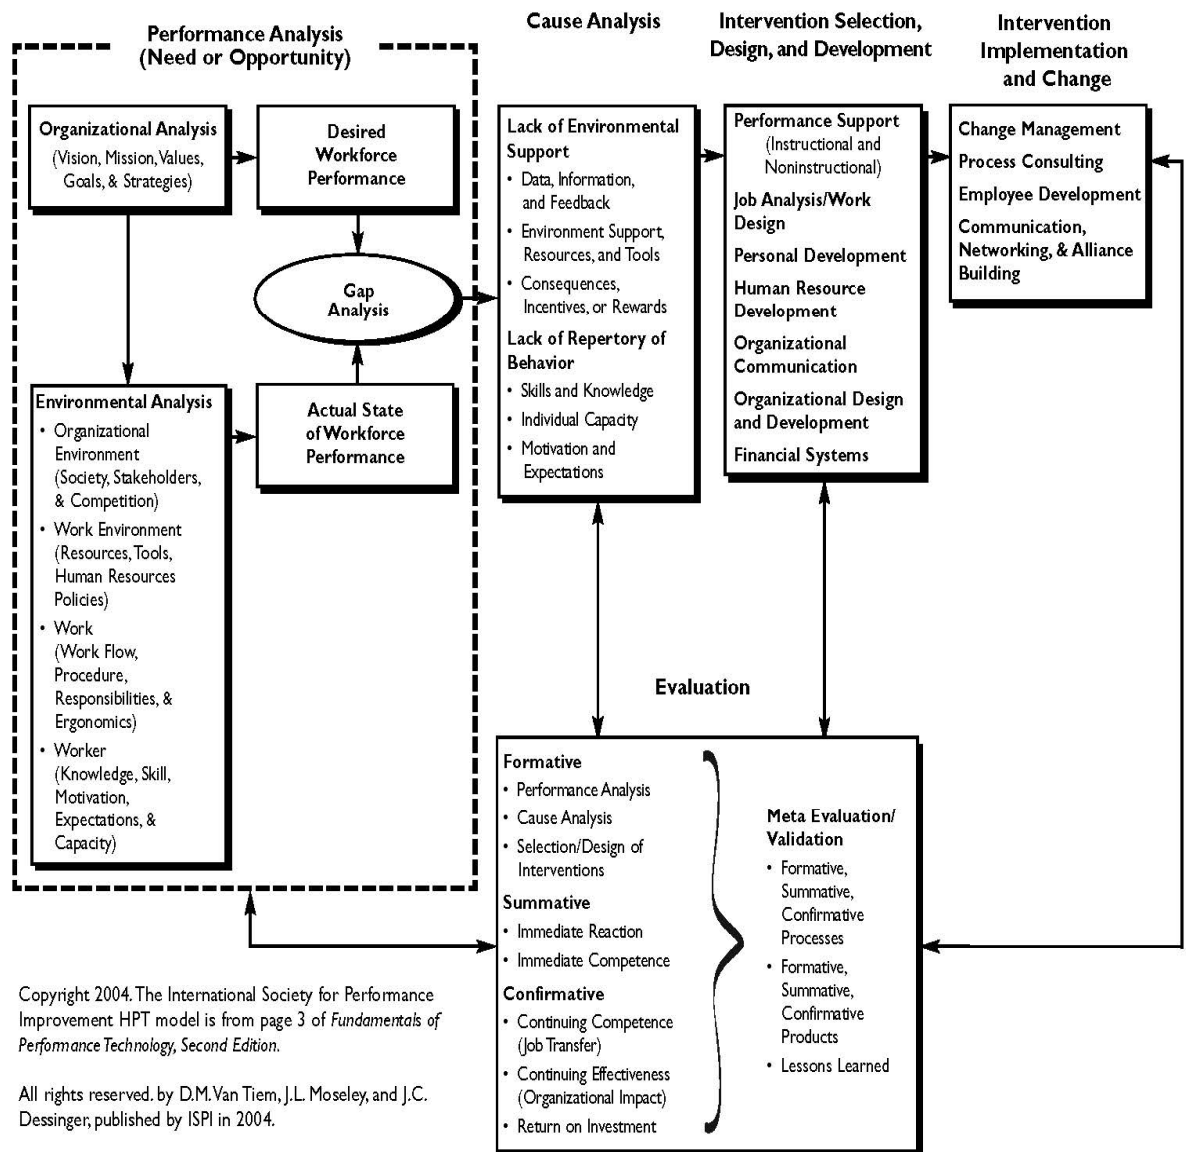 Performance Analysis
(Need or Opportunity)
Organizational Analysis
(Vision, Mission, Values,
Goals, & Strategies)
Desired
Workforce
Performance
Gap
Analysis
Environmental Analysis
• Organizational
Environment
(Society, Stakeholders,
& Competition)
• Work Environment
(Resources, Tools,
Human Resources
Policies)
• Work
(Work Flow,
Procedure,
Responsibilities, &
Ergonomics)
• Worker
(Knowledge, Skill,
Motivation,
Expectations, &
Capacity)
Actual State
of Workforce
Performance
Cause Analysis
Lack of Environmental
Support
• Data, Information,
and Feedback
• Environment Support,
Resources, and Tools
• Consequences,
Incentives, or Rewards
Lack of Repertory of
Behavior
• Skills and Knowledge
• Individual Capacity
• Motivation and
Expectations
Intervention Selection,
Design, and Development
Performance Support
(Instructional and
Noninstructional)
Job Analysis/Work
Design
Personal Development
Human Resource
Development
Organizational
Communication
Organizational Design
and Development
Financial Systems
Intervention
Implementation
and Change
Change Management
Process Consulting
Employee Development
Communication,
Networking, & Alliance
Building
Evaluation
Formative
• Performance Analysis
• Cause Analysis
• Selection/Design of
Interventions
Summative
• Immediate Reaction
• Immediate Competence
Confirmative
• Continuing Competence
(Job Transfer)
• Continuing Effectiveness
(Organizational Impact)
• Return on Investment
Meta Evaluation/
Validation
• Formative,
Summative,
Confirmative
Processes
• Formative,
Summative,
Confirmative
Products
• Lessons Learned
Copyright 2004. The International Society for Performance
Improvement HPT model is from page 3 of Fundamentals of
Performance Technology, Second Edition.
All rights reserved. by D.M. Van Tiem, J.L. Moseley, and J.C.
Dessinger, published by ISPI in 2004.